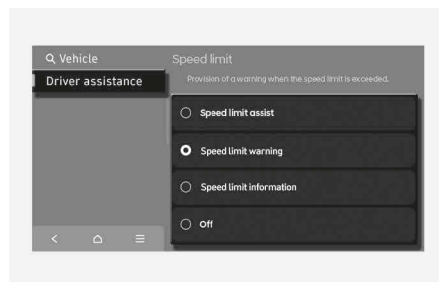 Vehicle
Driver assistance
Speed limit
Provision of a warning when the speed limit is exceeded.
Speed limit assist
Speed limit warning
Speed limit information
Off